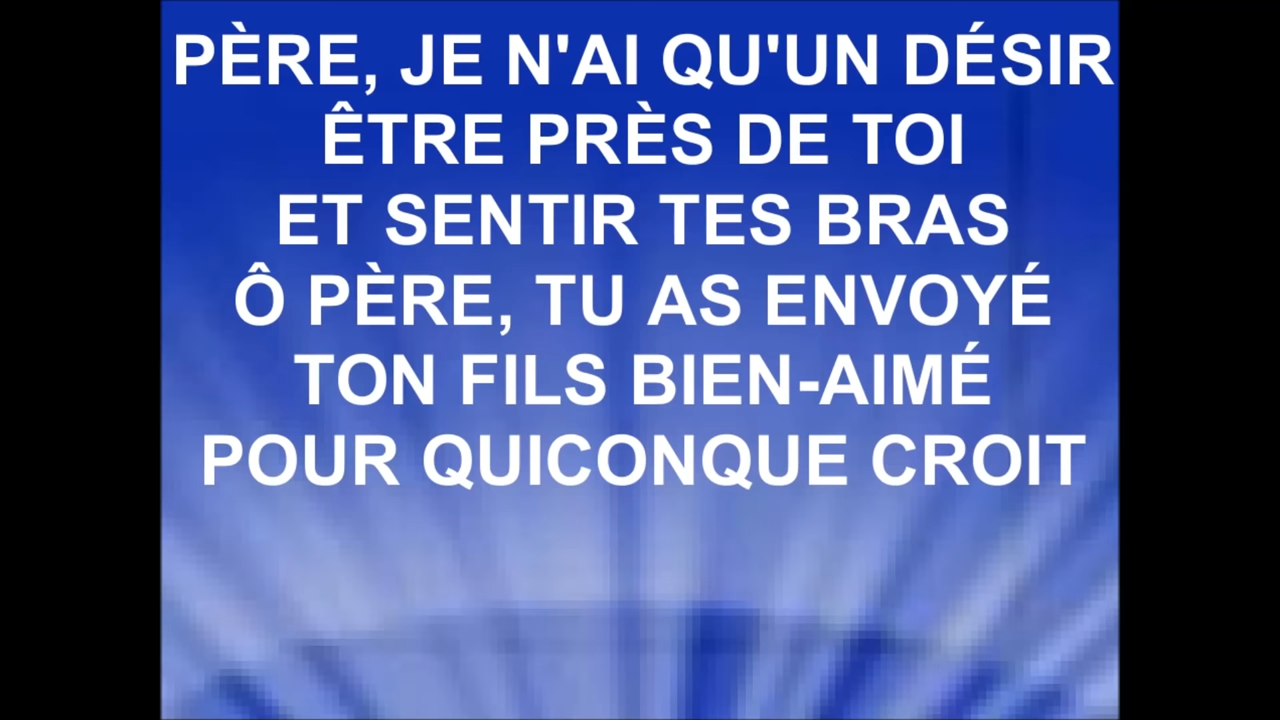 PÈRE, JE N'AI QU'UN DÉSIR
ÊTRE PRÈS DE TOI
ET SENTIR TES BRAS
Ô PÈRE, TU AS ENVOYÉ
TON FILS BIEN-AIMÉ
POUR QUICONQUE CROIT